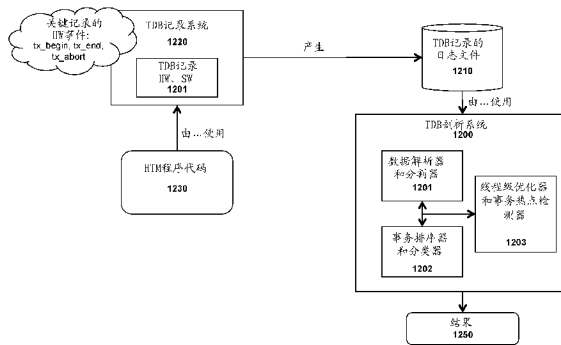 关键记录的
HW事件:
tx_begin, tx_end,
tx_abort
TDB记录系统
1220
TDB记录
HW、SW
1201
产生
TDB记录的
日志文件
1210
由...使用
由...使用
HTM程序代码
1230
TDB剖析系统
1200
数据解析器
和分割器
1201
线程级优化器
和事务热点检
测器
1203
事务排序器
和分类器
1202
结果
1250